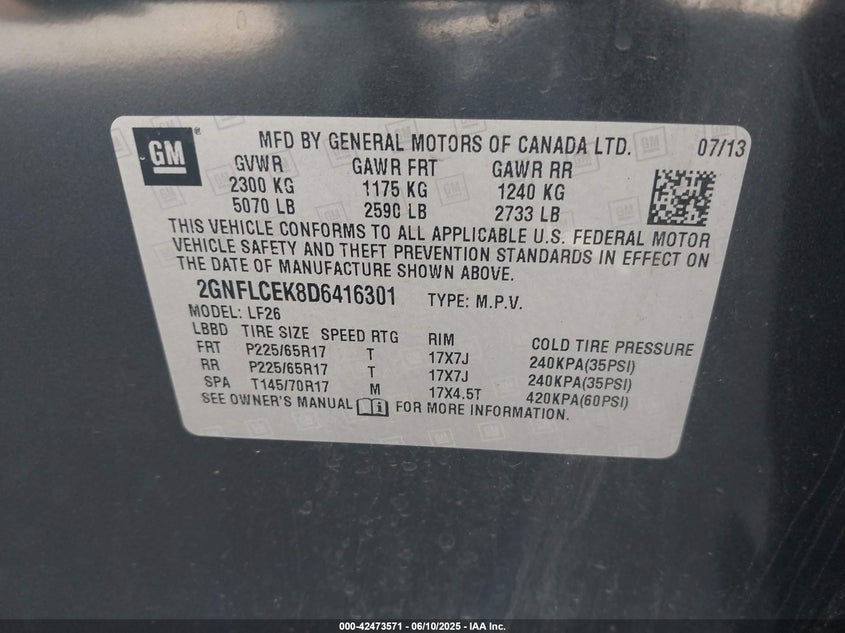 GM
MFD BY GENERAL MOTORS OF CANADA LTD. 07/13
GVWR GAWR FRT GAWR RR
2300 KG 1175 KG 1240 KG
5070 LB 2590 LB 2733 LB
THIS VEHICLE CONFORMS TO ALL APPLICABLE U.S. FEDERAL MOTOR
VEHICLE SAFETY AND THEFT PREVENTION STANDARDS IN EFFECT ON
THE DATE OF MANUFACTURE SHOWN ABOVE.
2GNFLCEK8D6416301 TYPE: M.P.V.
MODEL: LF26
LBBD TIRE SIZE SPEED RTG RIM COLD TIRE PRESSURE
FRT P225/65R17 T 17X7J 240KPA(35PSI)
RR P225/65R17 T 17X7J 240KPA(35PSI)
SPA T145/70R17 M 17X4.5T 420KPA(60PSI)
SEE OWNER'S MANUAL FOR MORE INFORMATION.
000-42473571 - 06/10/2025 - IAA Inc.